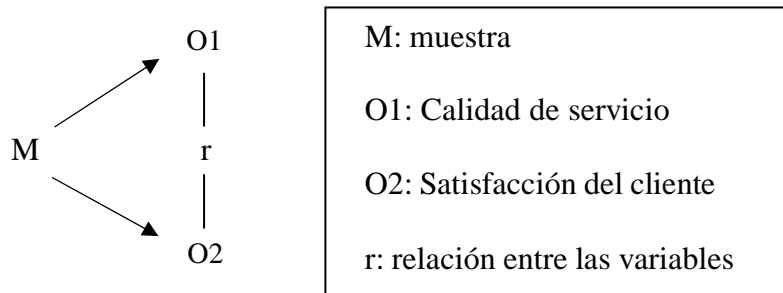 O1
M
r
O2
M: muestra
O1: Calidad de servicio
O2: Satisfacción del cliente
r: relación entre las variables